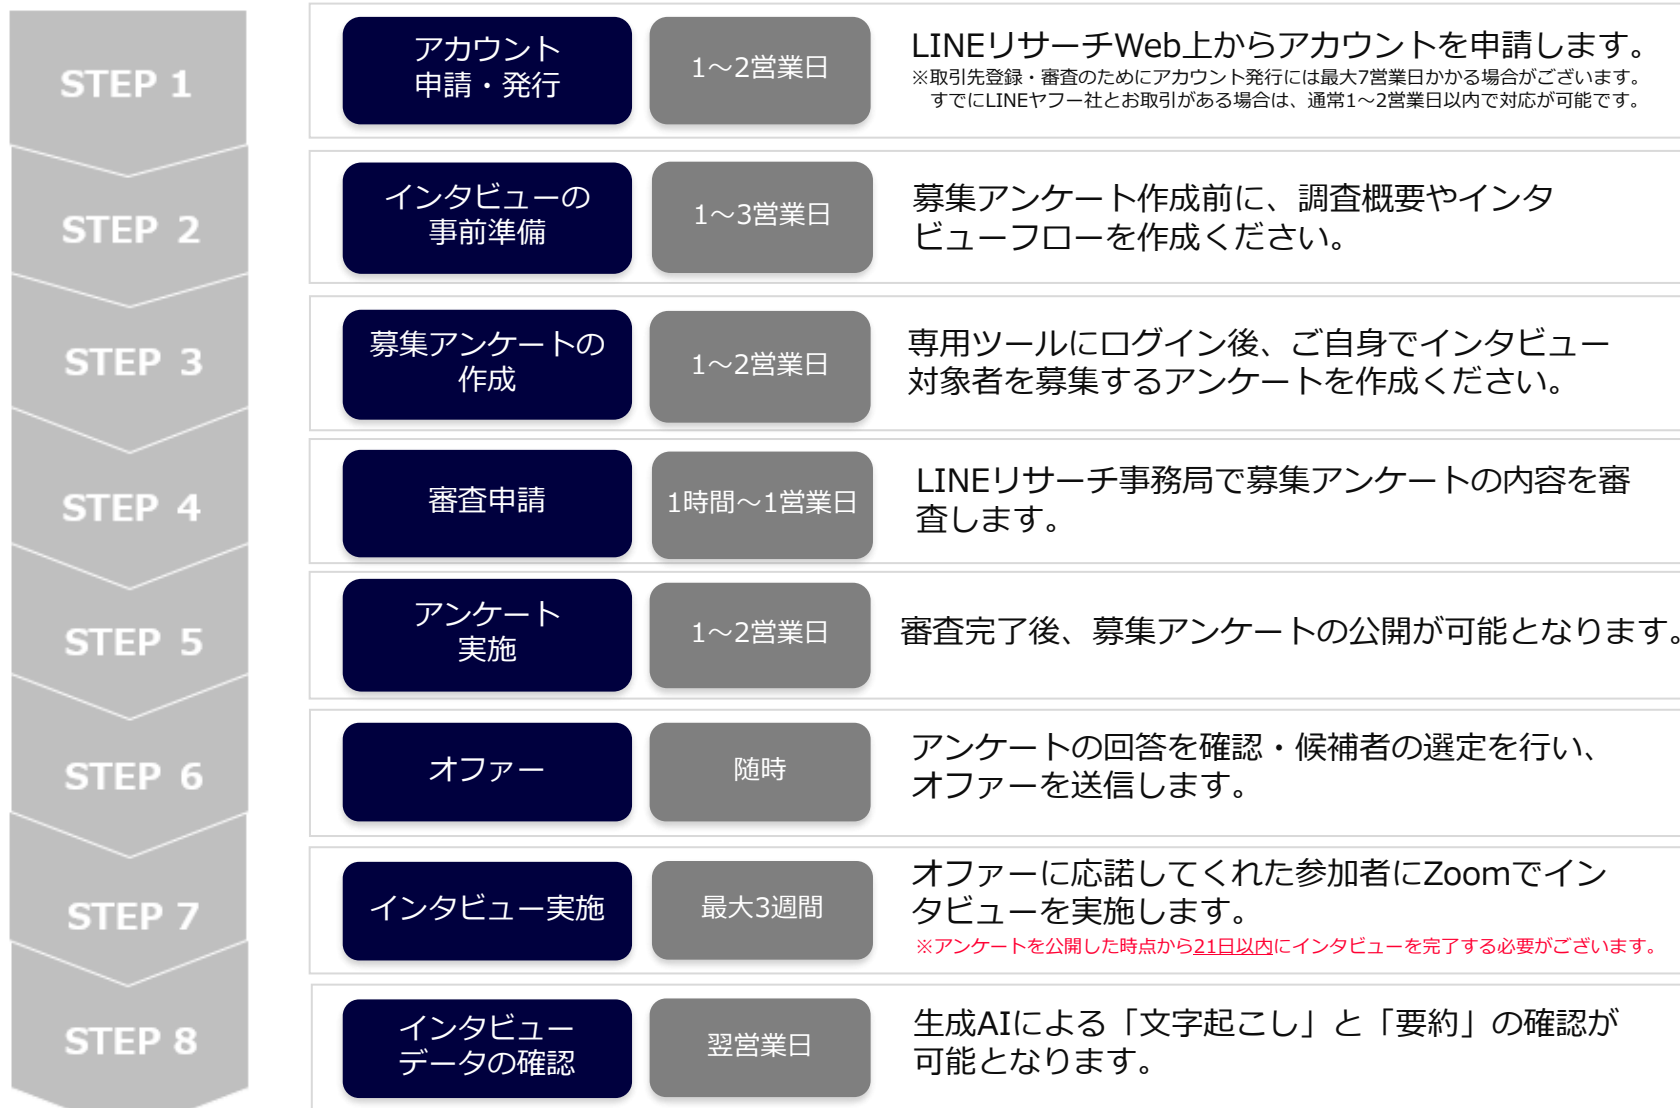 STEP 1
アカウント
申請・発行
1～2営業日
LINEリサーチWeb上からアカウントを申請します。
※取引先登録・審査のためにアカウント発行には最大7営業日かかる場合がございます。
すでにLINEヤフー社とお取引がある場合は、通常1～2営業日以内で対応が可能です。
STEP 2
インタビューの
事前準備
1～3営業日
募集アンケート作成前に、調査概要やインタ
ビューフローを作成ください。
STEP 3
募集アンケートの
作成
1～2営業日
専用ツールにログイン後、ご自身でインタビュー
対象者を募集するアンケートを作成ください。
STEP 4
審査申請
1時間～1営業日
LINEリサーチ事務局で募集アンケートの内容を審
査します。
STEP 5
アンケート
実施
1～2営業日
審査完了後、募集アンケートの公開が可能となります。
STEP 6
オファー
随時
アンケートの回答を確認・候補者の選定を行い、
オファーを送信します。
STEP 7
インタビュー実施
最大3週間
オファーに応諾してくれた参加者にZoomでイン
タビューを実施します。
※アンケートを公開した時点から21日以内にインタビューを完了する必要がございます。
STEP 8
インタビュー
データの確認
翌営業日
生成AIによる「文字起こし」と「要約」の確認が
可能となります。